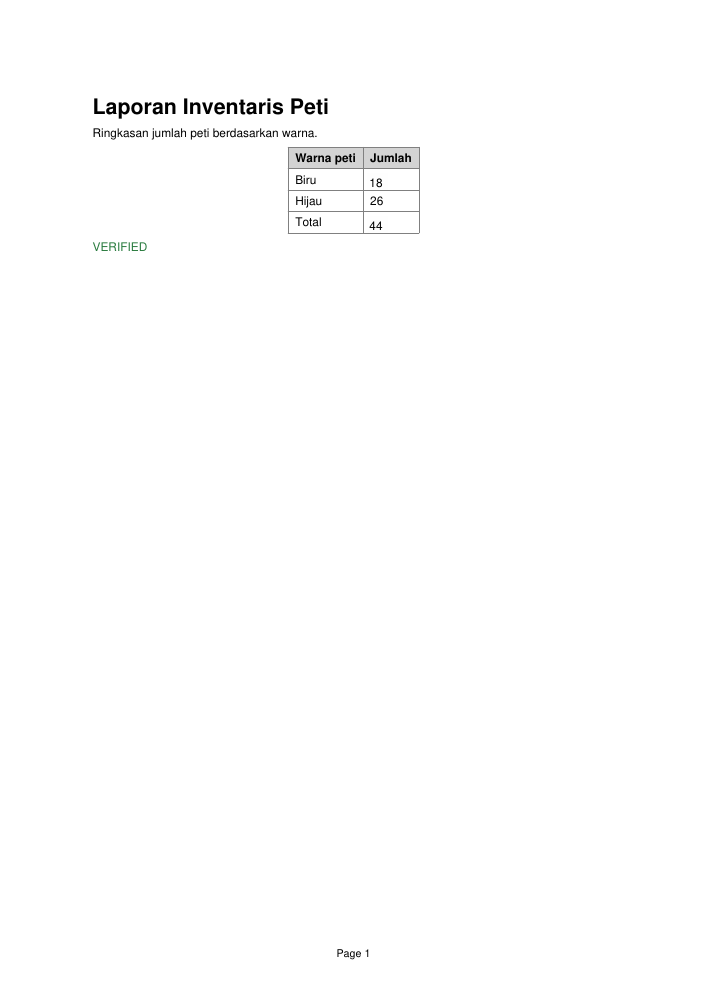 Laporan Inventaris Peti
Ringkasan jumlah peti berdasarkan warna.
Warna peti Jumlah
Biru 18
Hijau 26
Total 44
VERIFIED
Page 1